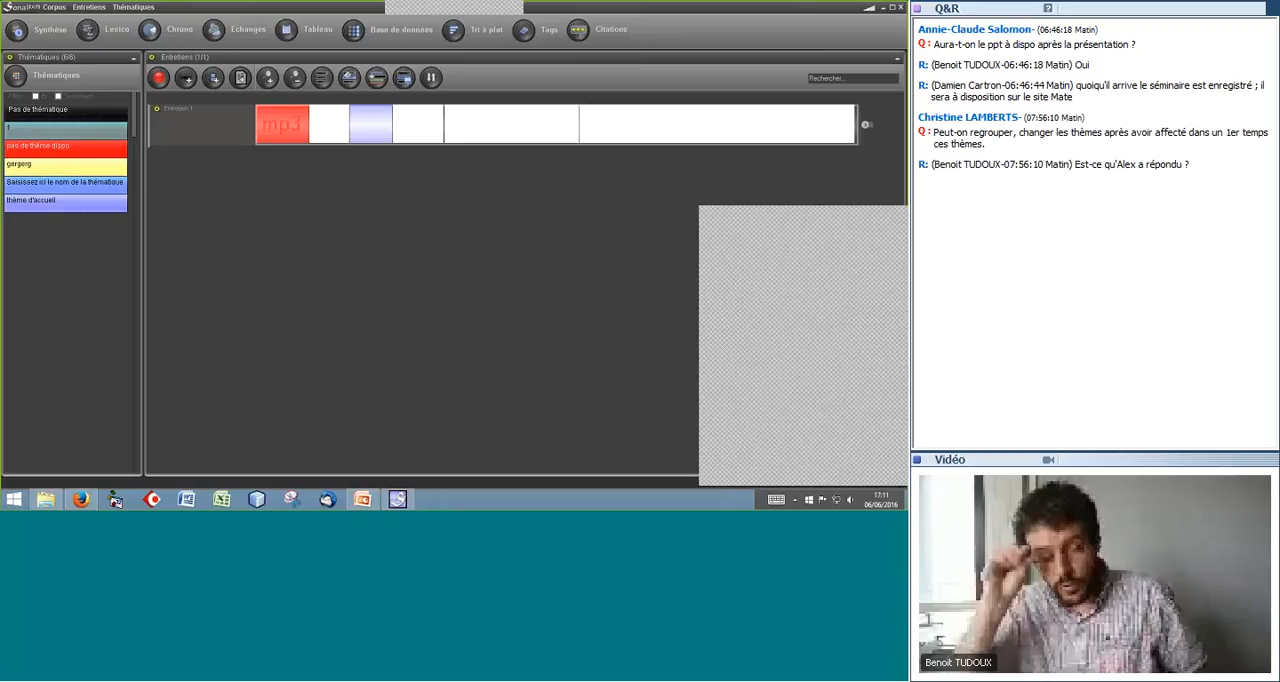 Sonal Corpus Entretiens Thématiques
Synthèse Lexico Chrono Echanges Tableau Base de données Tri à plat Tags Citations
Thématiques (6/6)
Thématiques
Pas de thématique
1
pas de thème dispo
gergerg
Saisissez ici le nom de la thématique
thème d'accueil
Entretiens (1/1)
Rechercher...
Entretien 1
mp3
17:11
06/06/2016
Q&R
Annie-Claude Salomon- (06:46:18 Matin)
Q : Aura-t-on le ppt à dispo après la présentation ?
R: (Benoit TUDOUX-06:46:18 Matin) Oui
R: (Damien Cartron-06:46:44 Matin) quoiqu'il arrive le séminaire est enregistré ; il
sera à disposition sur le site Mate
Christine LAMBERTS- (07:56:10 Matin)
Q : Peut-on regrouper, changer les thèmes après avoir affecté dans un 1er temps
ces thèmes.
R: (Benoit TUDOUX-07:56:10 Matin) Est-ce qu'Alex a répondu ?
Vidéo
Benoit TUDOUX